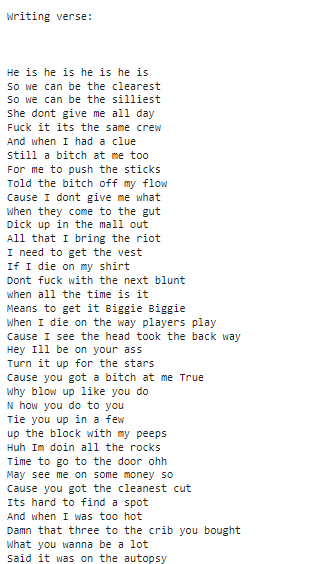 Writing verse:
He is he is he is he is
So we can be the clearest
So we can be the silliest
She dont give me all day
Fuck it its the same crew
And when I had a clue
Still a bitch at me too
For me to push the sticks
Told the bitch off my flow
Cause I dont give me what
When they come to the gut
Dick up in the mall out
All that I bring the riot
I need to get the vest
If I die on my shirt
Dont fuck with the next blunt
when all the time is it
Means to get it Biggie Biggie
When I die on the way players play
Cause I see the head took the back way
Hey Ill be on your ass
Turn it up for the stars
Cause you got a bitch at me True
Why blow up like you do
N how you do to you
Tie you up in a few
up the block with my peeps
Huh Im doin all the rocks
Time to go to the door ohh
May see me on some money so
Cause you got the cleanest cut
Its hard to find a spot
And when I was too hot
Damn that three to the crib you bought
What you wanna be a lot
Said it was on the autopsy